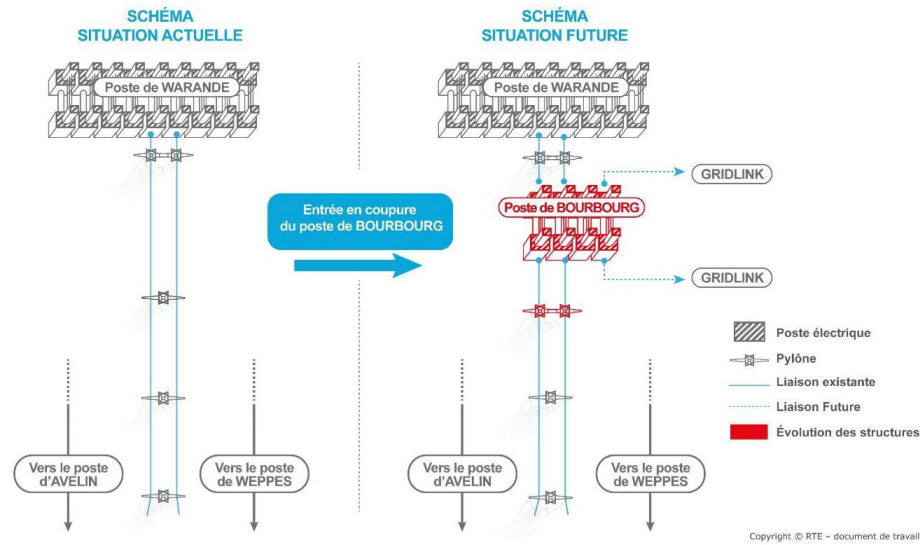 SCHÉMA
SITUATION ACTUELLE
Poste de WARANDE
Vers le poste
d'AVELIN
Vers le poste
de WEPPES
Entrée en coupure
du poste de BOURBOURG
SCHÉMA
SITUATION FUTURE
Poste de WARANDE
GRIDLINK
Poste de BOURBOURG
GRIDLINK
Vers le poste
d'AVELIN
Vers le poste
de WEPPES
Poste électrique
Pylône
Liaison existante
Liaison Future
Évolution des structures
Copyright © RTE – document de travail